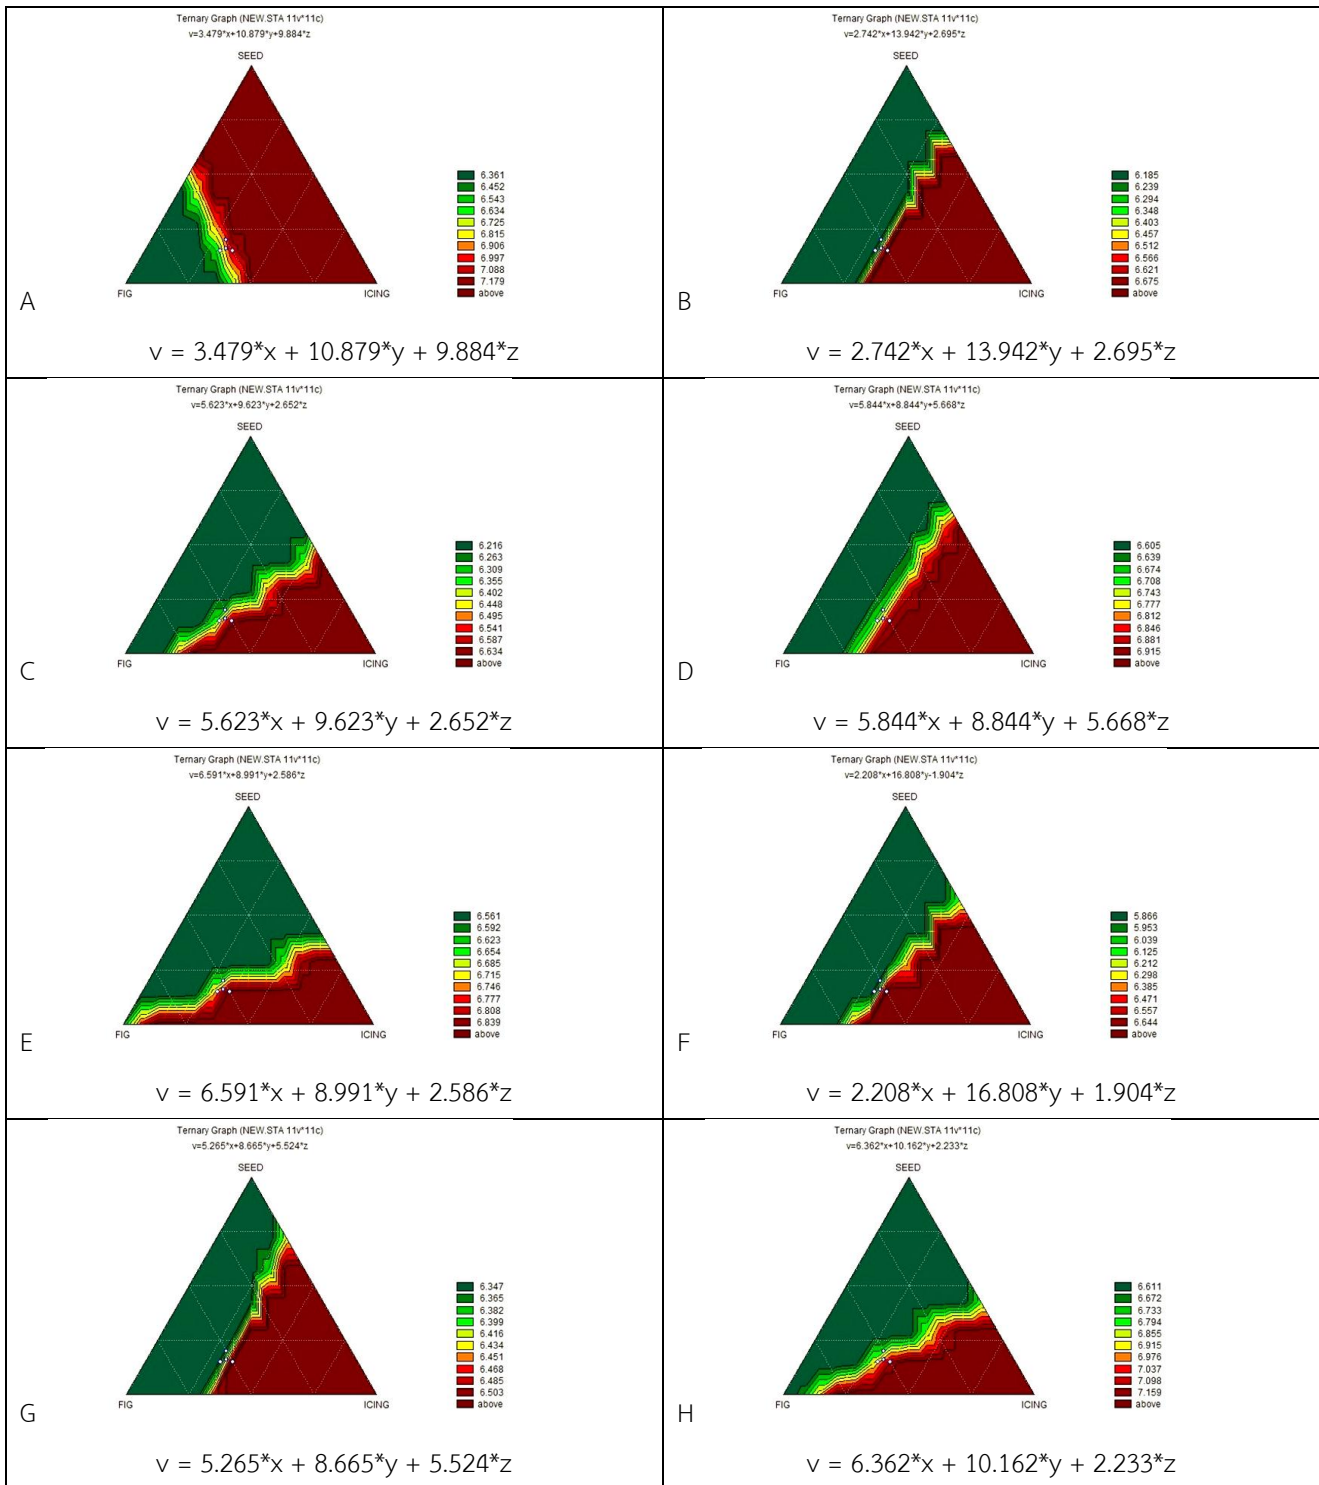 Ternary Graph (NEW.STA 11v*11c)
v=3.479*x+10.879*y+9.884*z
SEED
6.361
6.452
6.543
6.634
6.725
6.815
6.906
6.997
7.088
7.179
above
FIG
ICING
A
v = 3.479*x + 10.879*y + 9.884*z
Ternary Graph (NEW.STA 11v*11c)
v=2.742*x+13.942*y+2.695*z
SEED
6.185
6.239
6.294
6.348
6.403
6.457
6.512
6.566
6.621
6.675
above
FIG
ICING
B
v = 2.742*x + 13.942*y + 2.695*z
Ternary Graph (NEW.STA 11v*11c)
v=5.623*x+9.623*y+2.652*z
SEED
6.216
6.263
6.309
6.355
6.402
6.448
6.495
6.541
6.587
6.634
above
FIG
ICING
C
v = 5.623*x + 9.623*y + 2.652*z
Ternary Graph (NEW.STA 11v*11c)
v=5.844*x+8.844*y+5.668*z
SEED
6.605
6.639
6.674
6.708
6.743
6.777
6.812
6.846
6.881
6.915
above
FIG
ICING
D
v = 5.844*x + 8.844*y + 5.668*z
Ternary Graph (NEW.STA 11v*11c)
v=6.591*x+8.991*y+2.586*z
SEED
6.561
6.592
6.623
6.654
6.685
6.715
6.746
6.777
6.808
6.839
above
FIG
ICING
E
v = 6.591*x + 8.991*y + 2.586*z
Ternary Graph (NEW.STA 11v*11c)
v=2.208*x+16.808*y-1.904*z
SEED
5.866
5.953
6.039
6.125
6.212
6.298
6.385
6.471
6.557
6.644
above
FIG
ICING
F
v = 2.208*x + 16.808*y + 1.904*z
Ternary Graph (NEW.STA 11v*11c)
v=5.265*x+8.665*y+5.524*z
SEED
6.347
6.365
6.382
6.399
6.416
6.434
6.451
6.468
6.485
6.503
above
FIG
ICING
G
v = 5.265*x + 8.665*y + 5.524*z
Ternary Graph (NEW.STA 11v*11c)
v=6.362*x+10.162*y+2.233*z
SEED
6.611
6.672
6.733
6.794
6.855
6.915
6.976
7.037
7.098
7.159
above
FIG
ICING
H
v = 6.362*x + 10.162*y + 2.233*z